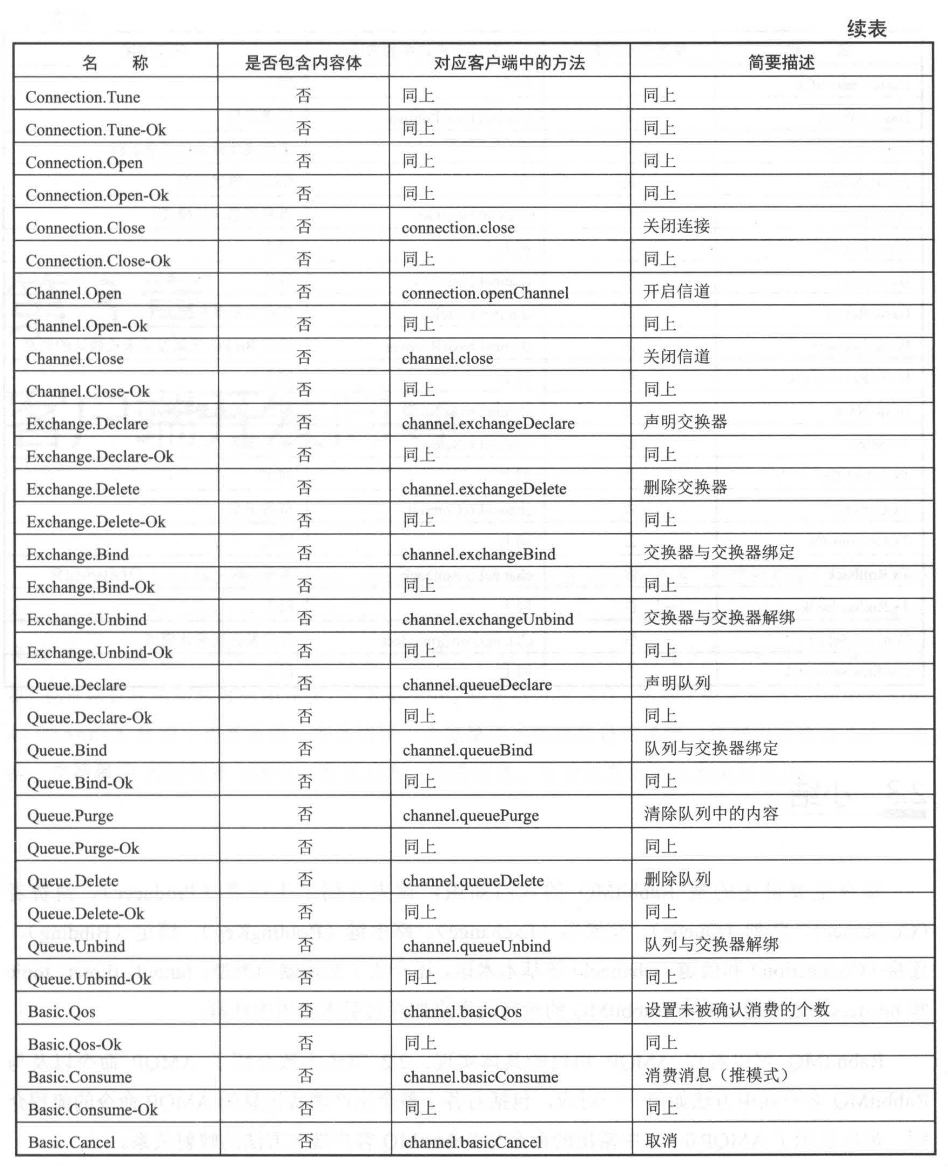 续表
名 称 是否包含内容体 对应客户端中的方法 简要描述
Connection.Tune 否 同上 同上
Connection.Tune-Ok 否 同上 同上
Connection.Open 否 同上 同上
Connection.Open-Ok 否 同上 同上
Connection.Close 否 connection.close 关闭连接
Connection.Close-Ok 否 同上 同上
Channel.Open 否 connection.openChannel 开启信道
Channel.Open-Ok 否 同上 同上
Channel.Close 否 channel.close 关闭信道
Channel.Close-Ok 否 同上 同上
Exchange.Declare 否 channel.exchangeDeclare 声明交换器
Exchange.Declare-Ok 否 同上 同上
Exchange.Delete 否 channel.exchangeDelete 删除交换器
Exchange.Delete-Ok 否 同上 同上
Exchange.Bind 否 channel.exchangeBind 交换器与交换器绑定
Exchange.Bind-Ok 否 同上 同上
Exchange.Unbind 否 channel.exchangeUnbind 交换器与交换器解绑
Exchange.Unbind-Ok 否 同上 同上
Queue.Declare 否 channel.queueDeclare 声明队列
Queue.Declare-Ok 否 同上 同上
Queue.Bind 否 channel.queueBind 队列与交换器绑定
Queue.Bind-Ok 否 同上 同上
Queue.Purge 否 channel.queuePurge 清除队列中的内容
Queue.Purge-Ok 否 同上 同上
Queue.Delete 否 channel.queueDelete 删除队列
Queue.Delete-Ok 否 同上 同上
Queue.Unbind 否 channel.queueUnbind 队列与交换器解绑
Queue.Unbind-Ok 否 同上 同上
Basic.Qos 否 channel.basicQos 设置未被确认消费的个数
Basic.Qos-Ok 否 同上 同上
Basic.Consume 否 channel.basicConsume 消费消息（推模式）
Basic.Consume-Ok 否 同上 同上
Basic.Cancel 否 channel.basicCancel 取消